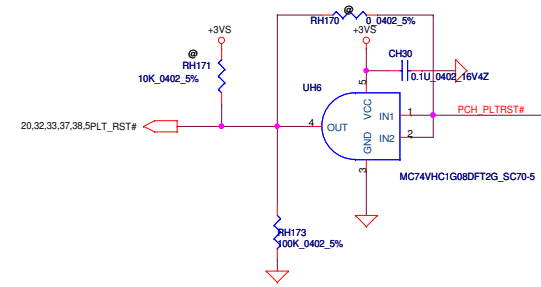 @
RH170 0_0402_5%
+3VS
+3VS
@
RH171
10K_0402_5%
CH30
0.1U_0402_16V4Z
UH6
5
VCC
IN1
1
PCH_PLTRST#
20,32,33,37,38,5PLT_RST#
4
OUT
GND
IN2
2
3
MC74VHC1G08DFT2G_SC70-5
RH173
100K_0402_5%